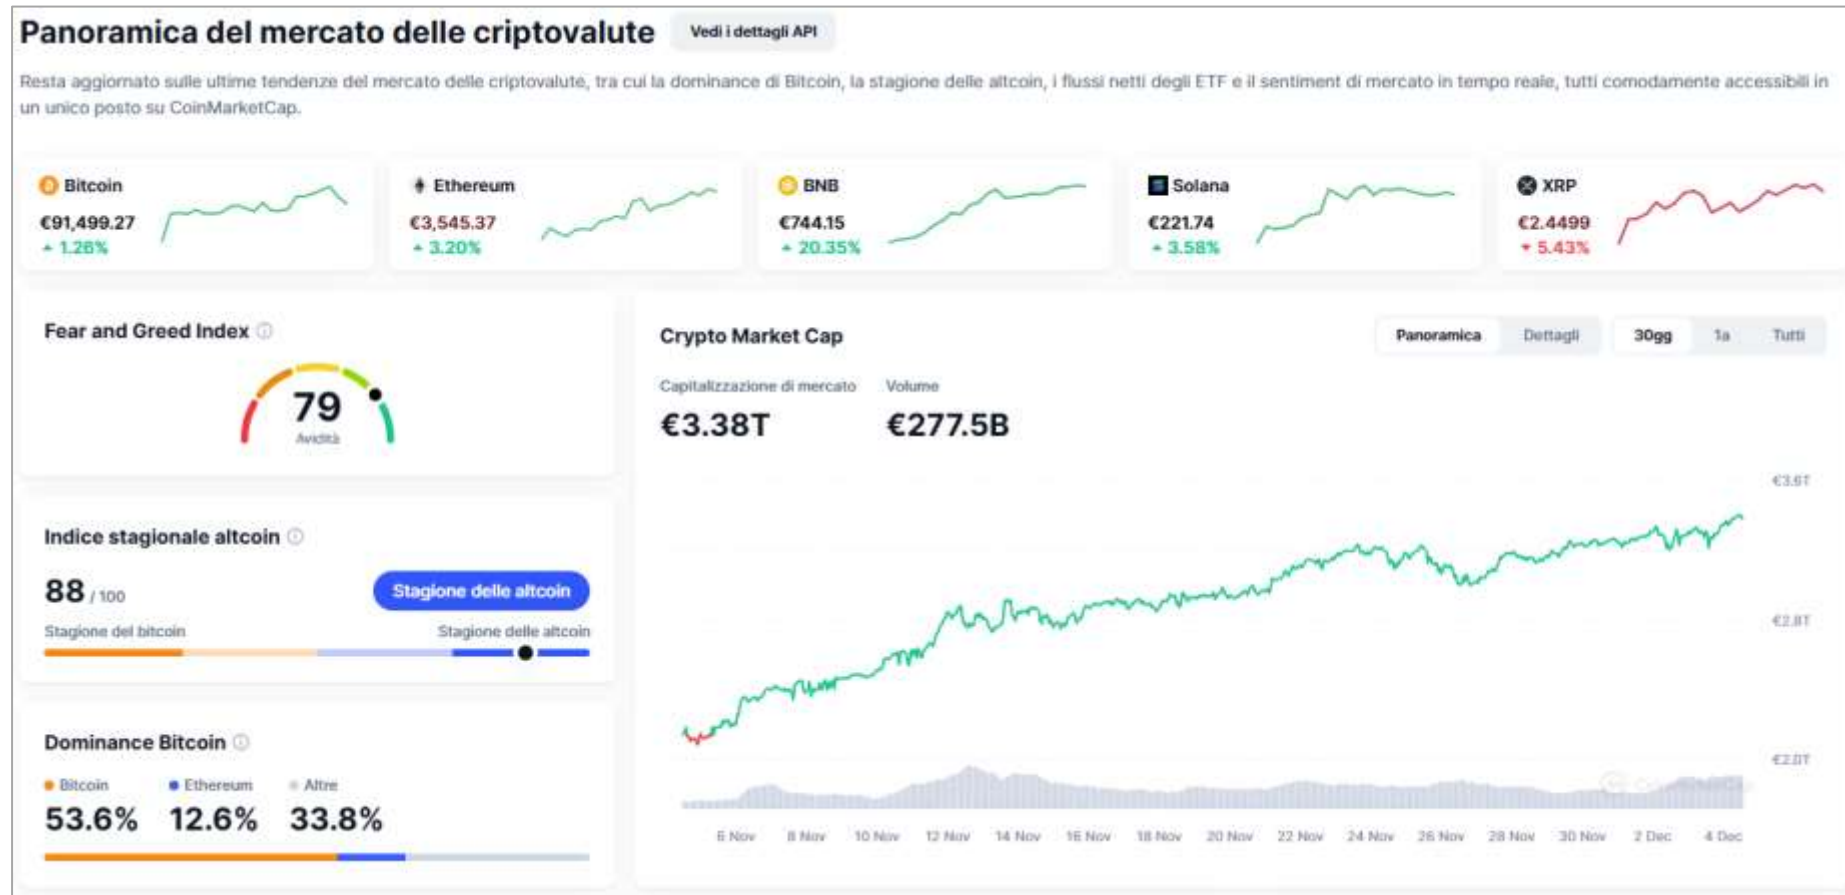 Panoramica del mercato delle criptovalute
Vedi i dettagli API
Resta aggiornato sulle ultime tendenze del mercato delle criptovalute, tra cui la dominance di Bitcoin, la stagione delle altcoin, i flussi netti degli ETF e il sentiment di mercato in tempo reale, tutti comodamente accessibili in
un unico posto su CoinMarketCap.
Bitcoin
€91,499.27
1.26%
Ethereum
€3,545.37
3.20%
BNB
€744.15
20.35%
Solana
€221.74
3.58%
XRP
€2.4499
5.43%
Fear and Greed Index
79
Avidità
Indice stagionale altcoin
88 / 100
Stagione delle altcoin
Stagione del bitcoin
Stagione delle altcoin
Dominance Bitcoin
Bitcoin Ethereum Altre
53.6% 12.6% 33.8%
Crypto Market Cap
Panoramica Dettagli
30gg 1a Tutti
Capitalizzazione di mercato Volume
€3.38T €277.5B
€3.6T
€2.8T
€2.0T
6 Nov 8 Nov 10 Nov 12 Nov 14 Nov 16 Nov 18 Nov 20 Nov 22 Nov 24 Nov 26 Nov 28 Nov 30 Nov 2 Dec 4 Dec